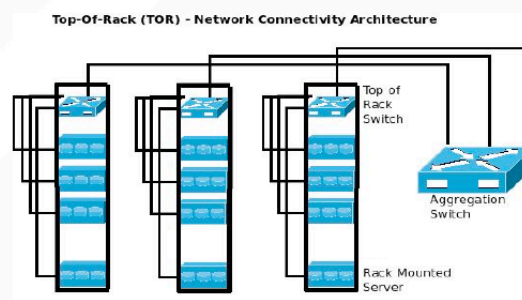 Top-Of-Rack (TOR) - Network Connectivity Architecture
Top of
Rack
Switch
Aggregation
Switch
Rack Mounted
Server